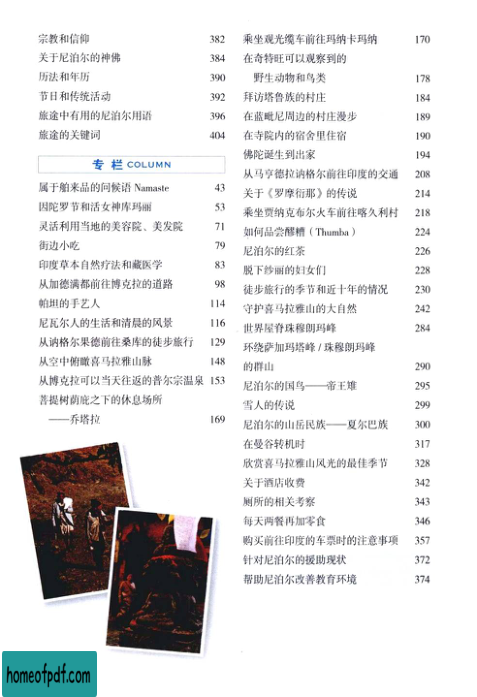 宗教和信仰 382
关于尼泊尔的神佛 384
历法和年历 390
节日和传统活动 392
旅途中有用的尼泊尔用语 396
旅途的关键词 404
专 栏 COLUMN
属于舶来品的问候语 Namaste 43
因陀罗节和活女神库玛丽 53
灵活利用当地的美容院、美发院 71
街边小吃 79
印度草本自然疗法和藏医学 83
从加德满都前往博克拉的道路 98
帕坦的手艺人 114
尼瓦尔人的生活和清晨的风景 116
从讷格尔果德前往桑库的徒步旅行 129
从空中俯瞰喜马拉雅山脉 148
从博克拉可以当天往返的普尔宗温泉 153
菩提树荫庇之下的休息场所
——乔塔拉 169
乘坐观光缆车前往玛纳卡玛纳 170
在奇特旺可以观察到的
野生动物和鸟类 178
拜访塔鲁族的村庄 184
在蓝毗尼周边的村庄漫步 189
在寺院内的宿舍里住宿 190
佛陀诞生到出家 194
从马亨德拉讷格尔前往印度的交通 208
关于《罗摩衍那》的传说 214
乘坐贾纳克布尔火车前往喀久利村 218
如何品尝醪糟（Thumba） 224
尼泊尔的红茶 226
脱下纱丽的妇女们 228
徒步旅行的季节和近十年的情况 230
守护喜马拉雅山的大自然 242
世界屋脊珠穆朗玛峰 284
环绕萨加玛塔峰 / 珠穆朗玛峰
的群山 290
尼泊尔的国鸟——帝王雉 295
雪人的传说 299
尼泊尔的山岳民族——夏尔巴族 300
在曼谷转机时 317
欣赏喜马拉雅山风光的最佳季节 328
关于酒店收费 342
厕所的相关考察 343
每天两餐再加零食 346
购买前往印度的车票时的注意事项 357
针对尼泊尔的援助现状 372
帮助尼泊尔改善教育环境 374
homeofpdf.com